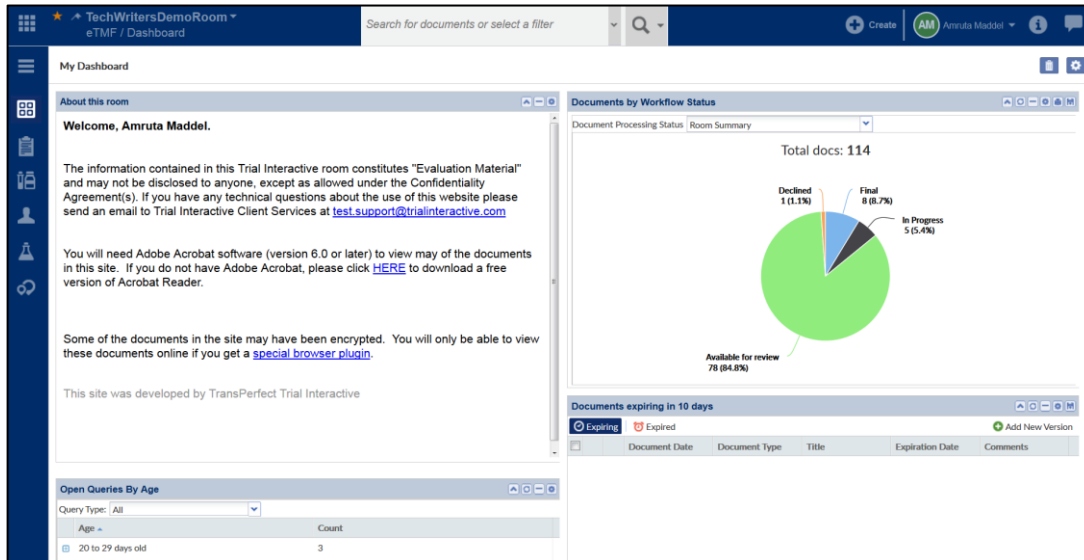 TechWritersDemoRoom
eTMF / Dashboard
Search for documents or select a filter
Create
AM
Amruta Maddel
My Dashboard
About this room
Welcome, Amruta Maddel.
The information contained in this Trial Interactive room constitutes "Evaluation Material"
and may not be disclosed to anyone, except as allowed under the Confidentiality
Agreement(s). If you have any technical questions about the use of this website please
send an email to Trial Interactive Client Services at test.support@trialinteractive.com
You will need Adobe Acrobat software (version 6.0 or later) to view may of the documents
in this site. If you do not have Adobe Acrobat, please click HERE to download a free
version of Acrobat Reader.
Some of the documents in the site may have been encrypted. You will only be able to view
these documents online if you get a special browser plugin.
This site was developed by TransPerfect Trial Interactive
Open Queries By Age
Query Type: All
Age
Count
20 to 29 days old
3
Documents by Workflow Status
Document Processing Status Room Summary
Total docs: 114
Declined
1 (1.1%)
Final
8 (8.7%)
In Progress
5 (5.4%)
Available for review
78 (84.8%)
Documents expiring in 10 days
Expiring
Expired
Add New Version
Document Date
Document Type
Title
Expiration Date
Comments